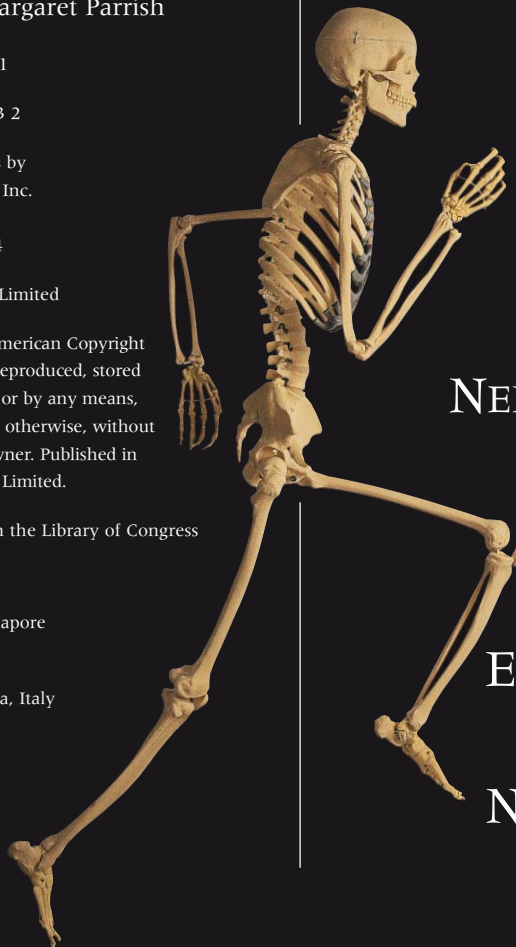 argaret Parrish
1
3 2
s by
Inc.
4
Limited
merican Copyright
eproduced, stored
or by any means,
otherwise, without
wner. Published in
Limited.
n the Library of Congress
apore
a, Italy
NE
E
N